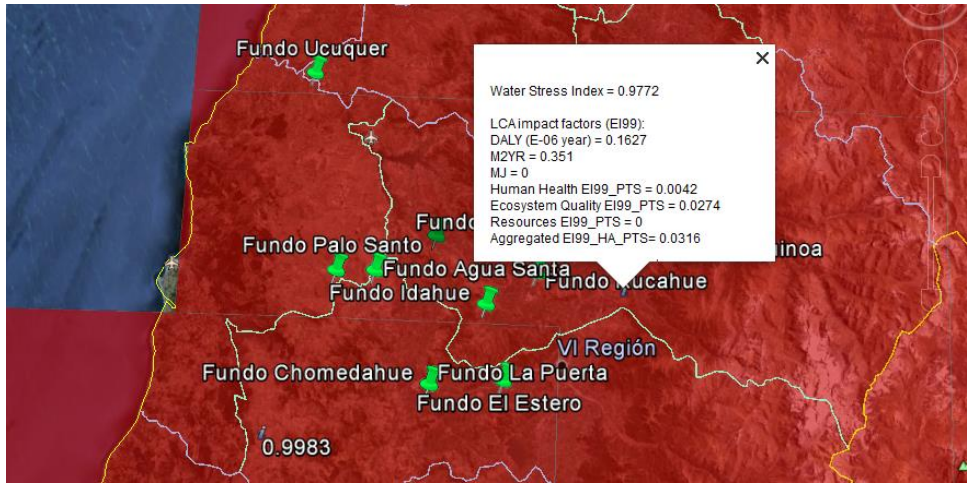 Fundo Ucuquer
Water Stress Index = 0.9772
LCA impact factors (EI99):
DALY (E-06 year) = 0.1627
M2YR = 0.351
MJ = 0
Human Health EI99_PTS = 0.0042
Ecosystem Quality EI99_PTS = 0.0274
Resources EI99_PTS = 0
Aggregated EI99_HA_PTS= 0.0316
Fundo
Fundo Palo Santo
Fundo Agua Santa
Fundo Idahue
Fundo
VI Región
Fundo Chomedahue
Fundo La Puerta
Fundo El Estero
0.9983